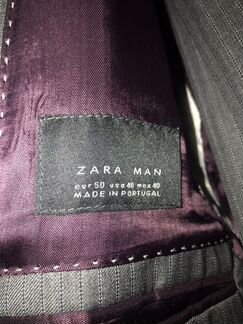 ZARA MAN
eur 50 usa 40 mex 40
MADE IN PORTUGAL